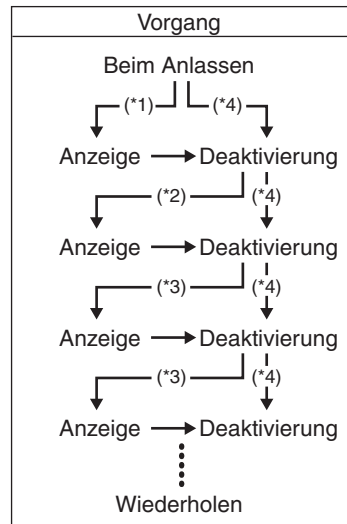 Vorgang
Beim Anlassen
(*1) (*4)
Anzeige Deaktivierung
(*2) (*4)
Anzeige Deaktivierung
(*3) (*4)
Anzeige Deaktivierung
(*3) (*4)
Anzeige Deaktivierung
Wiederholen